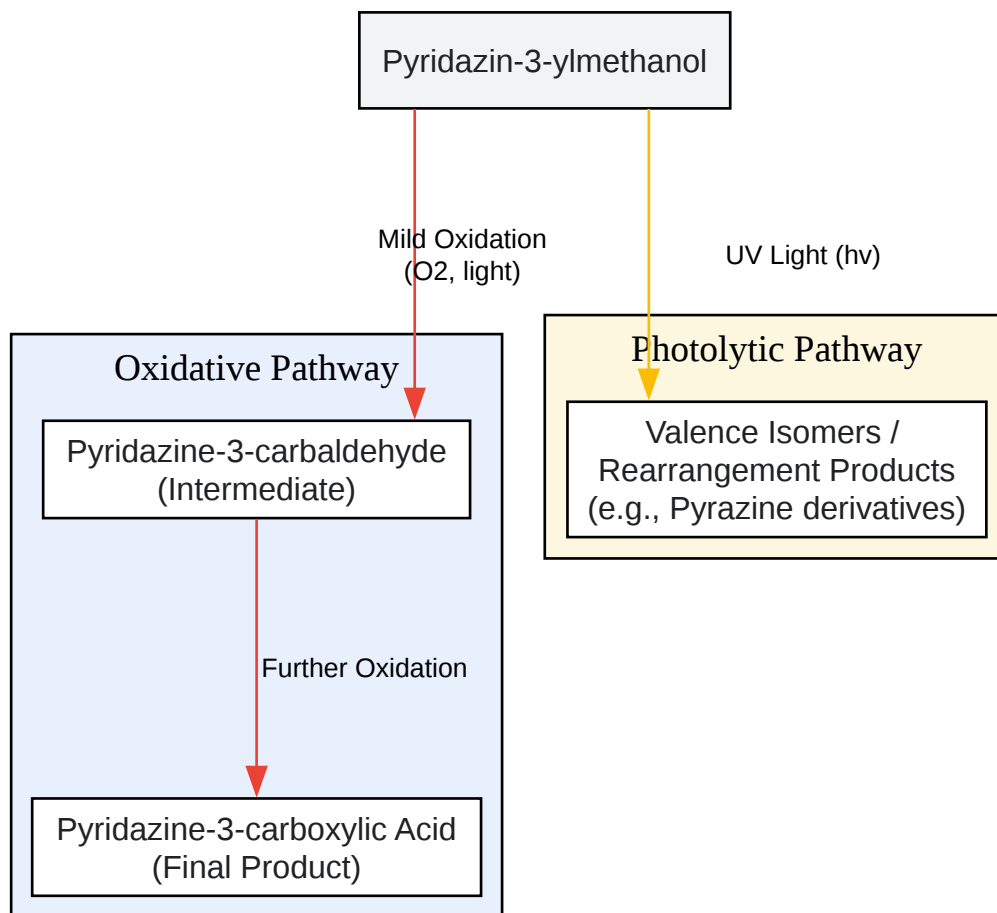 Pyridazin-3-ylmethanol
Mild Oxidation
(O2, light)
UV Light (hv)
Oxidative Pathway
Photolytic Pathway
Pyridazine-3-carbaldehyde
(Intermediate)
Valence Isomers /
Rearrangement Products
(e.g., Pyrazine derivatives)
Further Oxidation
Pyridazine-3-carboxylic Acid
(Final Product)